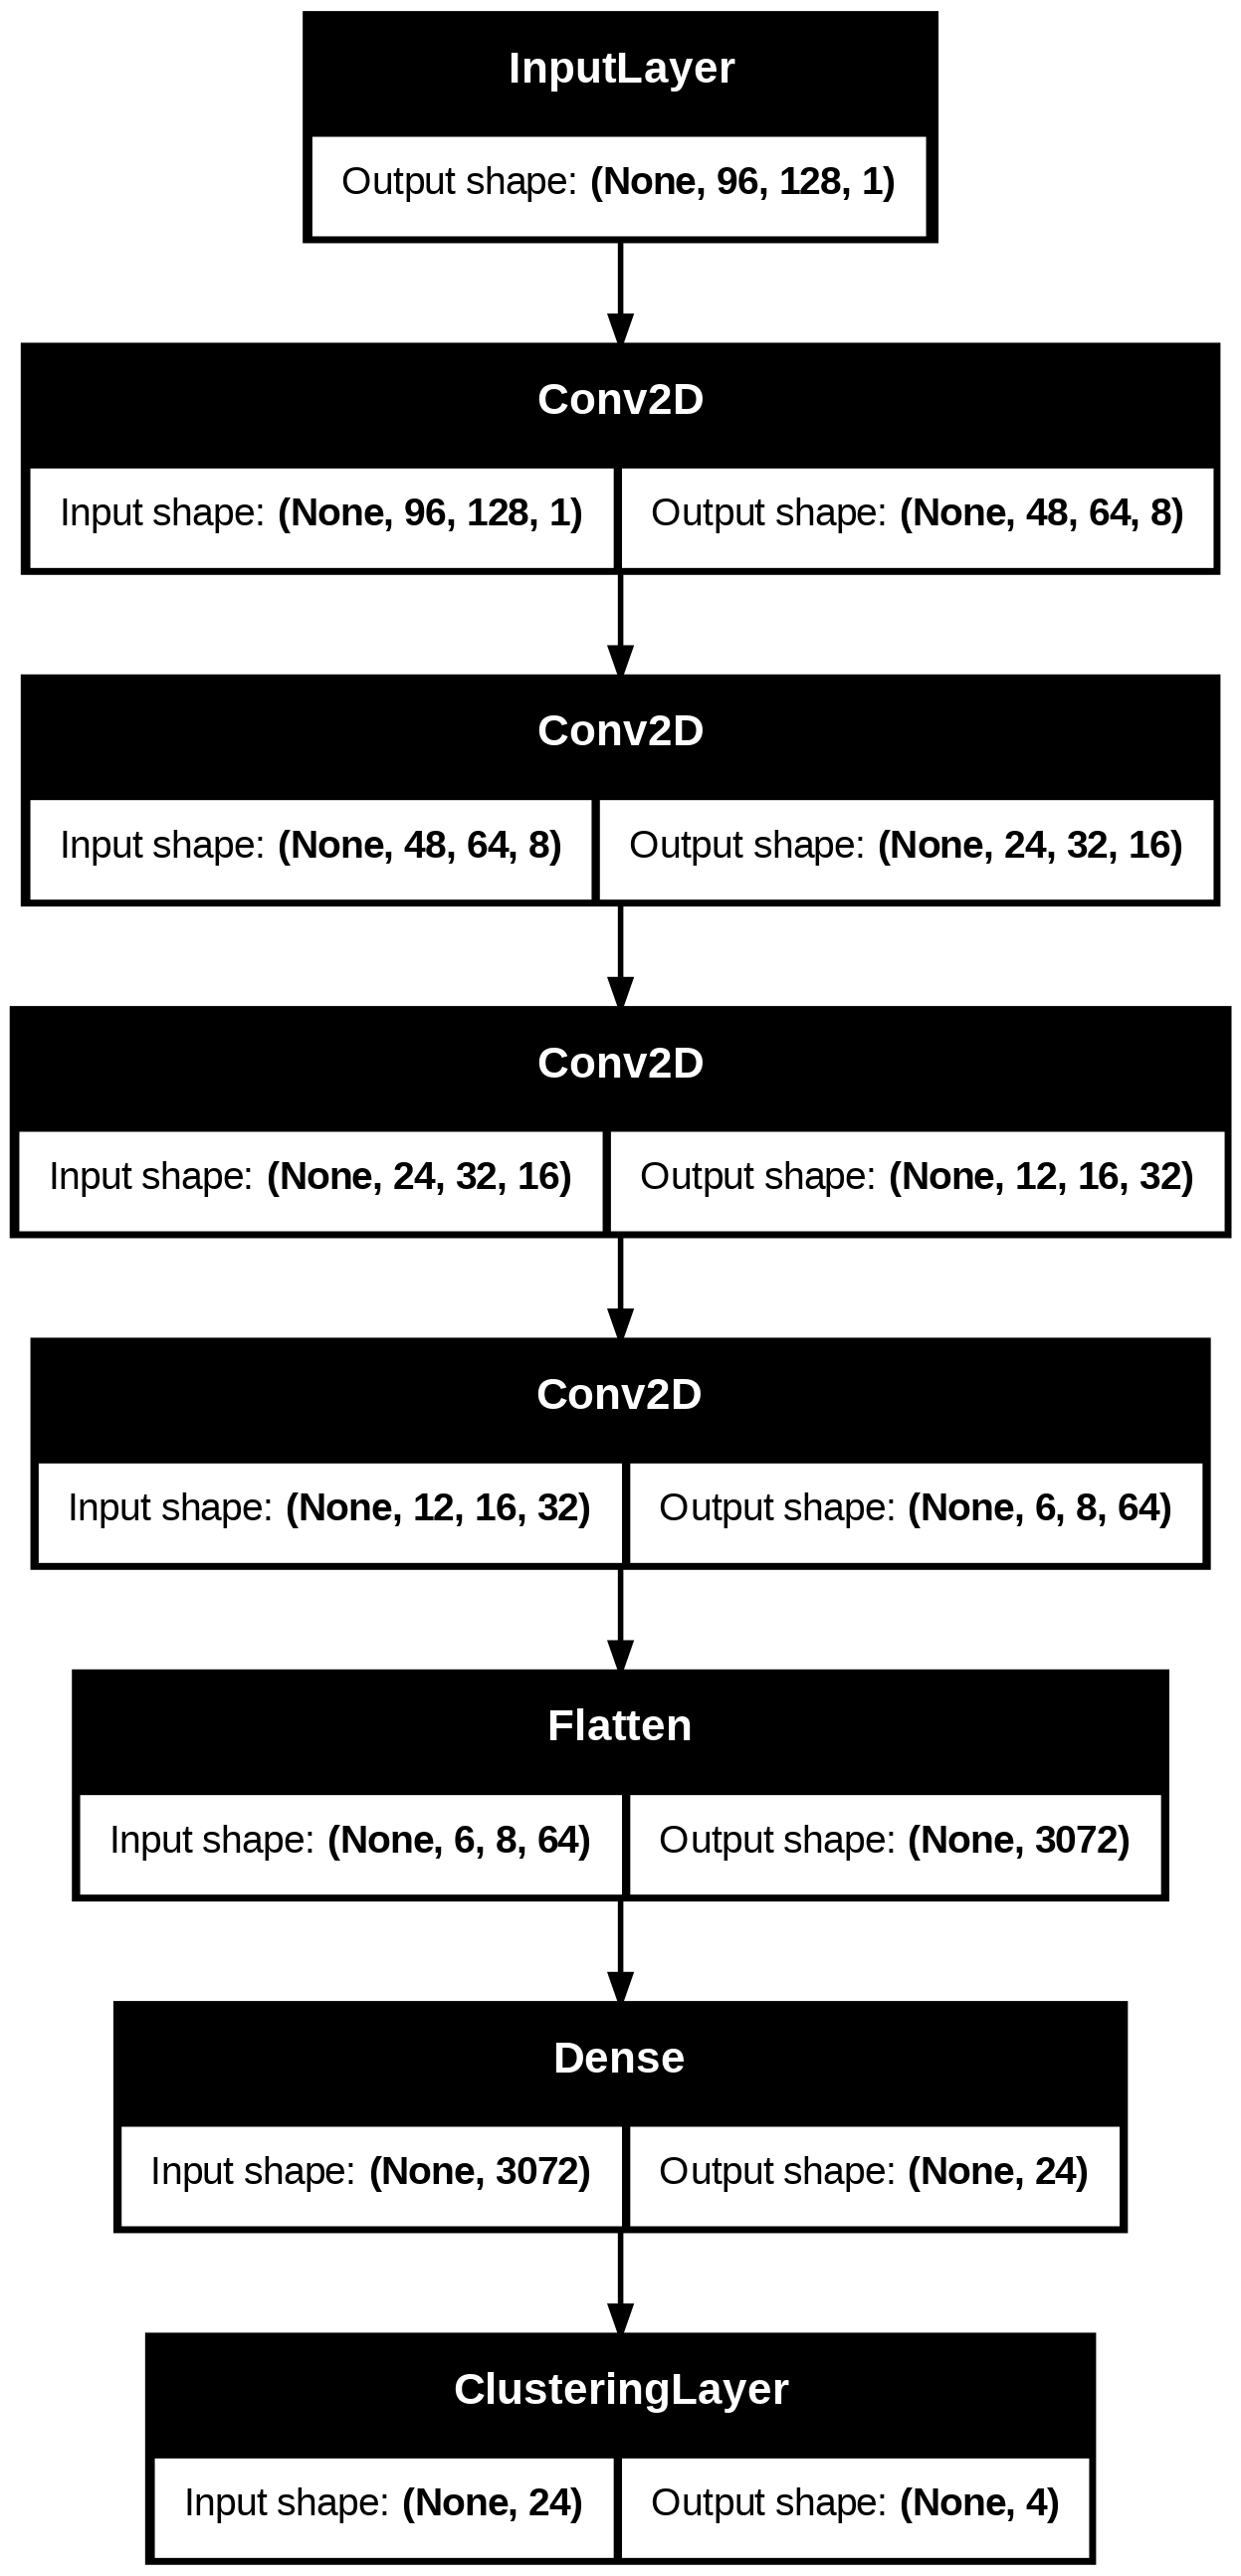 InputLayer
Output shape: (None, 96, 128, 1)
Conv2D
Input shape: (None, 96, 128, 1) Output shape: (None, 48, 64, 8)
Conv2D
Input shape: (None, 48, 64, 8) Output shape: (None, 24, 32, 16)
Conv2D
Input shape: (None, 24, 32, 16) Output shape: (None, 12, 16, 32)
Conv2D
Input shape: (None, 12, 16, 32) Output shape: (None, 6, 8, 64)
Flatten
Input shape: (None, 6, 8, 64) Output shape: (None, 3072)
Dense
Input shape: (None, 3072) Output shape: (None, 24)
ClusteringLayer
Input shape: (None, 24) Output shape: (None, 4)